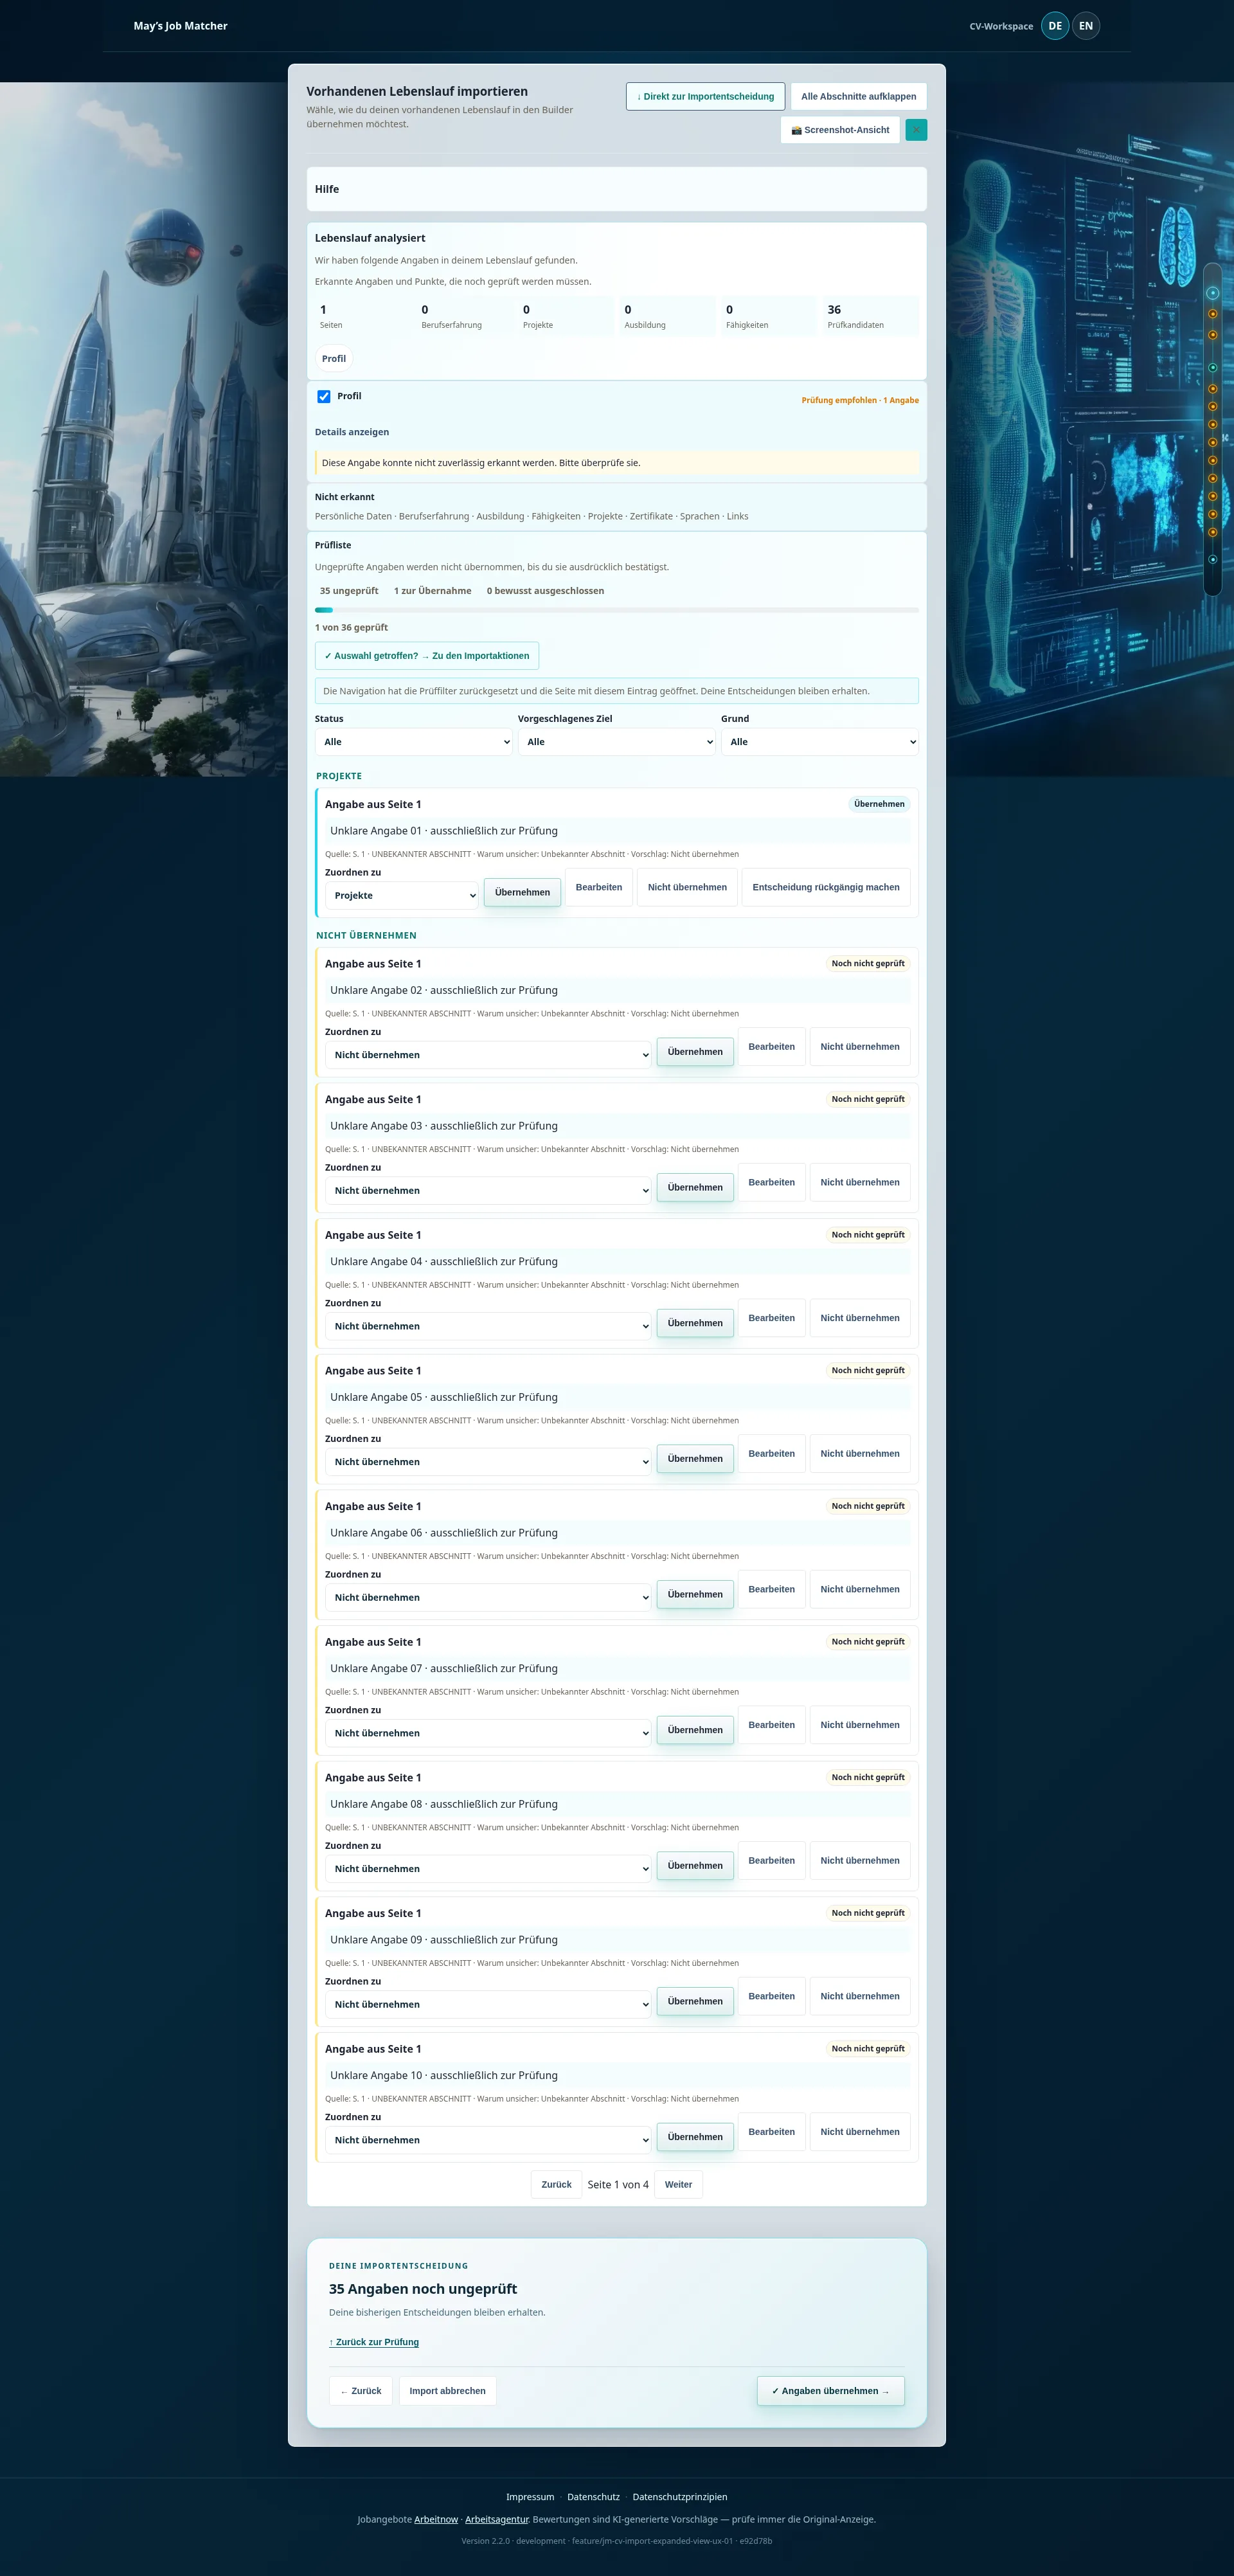 May’s Job Matcher
CV-Workspace DE EN
Vorhandenen Lebenslauf importieren
Wähle, wie du deinen vorhandenen Lebenslauf in den Builder
übernehmen möchtest.
↓ Direkt zur Importentscheidung
Alle Abschnitte aufklappen
📸 Screenshot-Ansicht
✕
Hilfe
Lebenslauf analysiert
Wir haben folgende Angaben in deinem Lebenslauf gefunden.
Erkannte Angaben und Punkte, die noch geprüft werden müssen.
1 0 0 0 0 36
Seiten Berufserfahrung Projekte Ausbildung Fähigkeiten Prüfkandidaten
Profil
Profil
Prüfung empfohlen · 1 Angabe
Details anzeigen
Diese Angabe konnte nicht zuverlässig erkannt werden. Bitte überprüfe sie.
Nicht erkannt
Persönliche Daten · Berufserfahrung · Ausbildung · Fähigkeiten · Projekte · Zertifikate · Sprachen · Links
Prüfliste
Ungeprüfte Angaben werden nicht übernommen, bis du sie ausdrücklich bestätigst.
35 ungeprüft 1 zur Übernahme 0 bewusst ausgeschlossen
1 von 36 geprüft
✓ Auswahl getroffen? → Zu den Importaktionen
Die Navigation hat die Prüffilter zurückgesetzt und die Seite mit diesem Eintrag geöffnet. Deine Entscheidungen bleiben erhalten.
Status Vorgeschlagenes Ziel Grund
Alle Alle Alle
PROJEKTE
Angabe aus Seite 1 Übernehmen
Unklare Angabe 01 · ausschließlich zur Prüfung
Quelle: S. 1 · UNBEKANNTER ABSCHNITT · Warum unsicher: Unbekannter Abschnitt · Vorschlag: Nicht übernehmen
Zuordnen zu
Projekte Übernehmen Bearbeiten Nicht übernehmen Entscheidung rückgängig machen
NICHT ÜBERNEHMEN
Angabe aus Seite 1 Noch nicht geprüft
Unklare Angabe 02 · ausschließlich zur Prüfung
Quelle: S. 1 · UNBEKANNTER ABSCHNITT · Warum unsicher: Unbekannter Abschnitt · Vorschlag: Nicht übernehmen
Zuordnen zu
Nicht übernehmen Übernehmen Bearbeiten Nicht übernehmen
Angabe aus Seite 1 Noch nicht geprüft
Unklare Angabe 03 · ausschließlich zur Prüfung
Quelle: S. 1 · UNBEKANNTER ABSCHNITT · Warum unsicher: Unbekannter Abschnitt · Vorschlag: Nicht übernehmen
Zuordnen zu
Nicht übernehmen Übernehmen Bearbeiten Nicht übernehmen
Angabe aus Seite 1 Noch nicht geprüft
Unklare Angabe 04 · ausschließlich zur Prüfung
Quelle: S. 1 · UNBEKANNTER ABSCHNITT · Warum unsicher: Unbekannter Abschnitt · Vorschlag: Nicht übernehmen
Zuordnen zu
Nicht übernehmen Übernehmen Bearbeiten Nicht übernehmen
Angabe aus Seite 1 Noch nicht geprüft
Unklare Angabe 05 · ausschließlich zur Prüfung
Quelle: S. 1 · UNBEKANNTER ABSCHNITT · Warum unsicher: Unbekannter Abschnitt · Vorschlag: Nicht übernehmen
Zuordnen zu
Nicht übernehmen Übernehmen Bearbeiten Nicht übernehmen
Angabe aus Seite 1 Noch nicht geprüft
Unklare Angabe 06 · ausschließlich zur Prüfung
Quelle: S. 1 · UNBEKANNTER ABSCHNITT · Warum unsicher: Unbekannter Abschnitt · Vorschlag: Nicht übernehmen
Zuordnen zu
Nicht übernehmen Übernehmen Bearbeiten Nicht übernehmen
Angabe aus Seite 1 Noch nicht geprüft
Unklare Angabe 07 · ausschließlich zur Prüfung
Quelle: S. 1 · UNBEKANNTER ABSCHNITT · Warum unsicher: Unbekannter Abschnitt · Vorschlag: Nicht übernehmen
Zuordnen zu
Nicht übernehmen Übernehmen Bearbeiten Nicht übernehmen
Angabe aus Seite 1 Noch nicht geprüft
Unklare Angabe 08 · ausschließlich zur Prüfung
Quelle: S. 1 · UNBEKANNTER ABSCHNITT · Warum unsicher: Unbekannter Abschnitt · Vorschlag: Nicht übernehmen
Zuordnen zu
Nicht übernehmen Übernehmen Bearbeiten Nicht übernehmen
Angabe aus Seite 1 Noch nicht geprüft
Unklare Angabe 09 · ausschließlich zur Prüfung
Quelle: S. 1 · UNBEKANNTER ABSCHNITT · Warum unsicher: Unbekannter Abschnitt · Vorschlag: Nicht übernehmen
Zuordnen zu
Nicht übernehmen Übernehmen Bearbeiten Nicht übernehmen
Angabe aus Seite 1 Noch nicht geprüft
Unklare Angabe 10 · ausschließlich zur Prüfung
Quelle: S. 1 · UNBEKANNTER ABSCHNITT · Warum unsicher: Unbekannter Abschnitt · Vorschlag: Nicht übernehmen
Zuordnen zu
Nicht übernehmen Übernehmen Bearbeiten Nicht übernehmen
Zurück Seite 1 von 4 Weiter
DEINE IMPORTENTSCHEIDUNG
35 Angaben noch ungeprüft
Deine bisherigen Entscheidungen bleiben erhalten.
↑ Zurück zur Prüfung
← Zurück Import abbrechen ✓ Angaben übernehmen →
Impressum · Datenschutz · Datenschutzprinzipien
Jobangebote Arbeitnow · Arbeitsagentur. Bewertungen sind KI-generierte Vorschläge — prüfe immer die Original-Anzeige.
Version 2.2.0 · development · feature/jm-cv-import-expanded-view-ux-01 · e92d78b